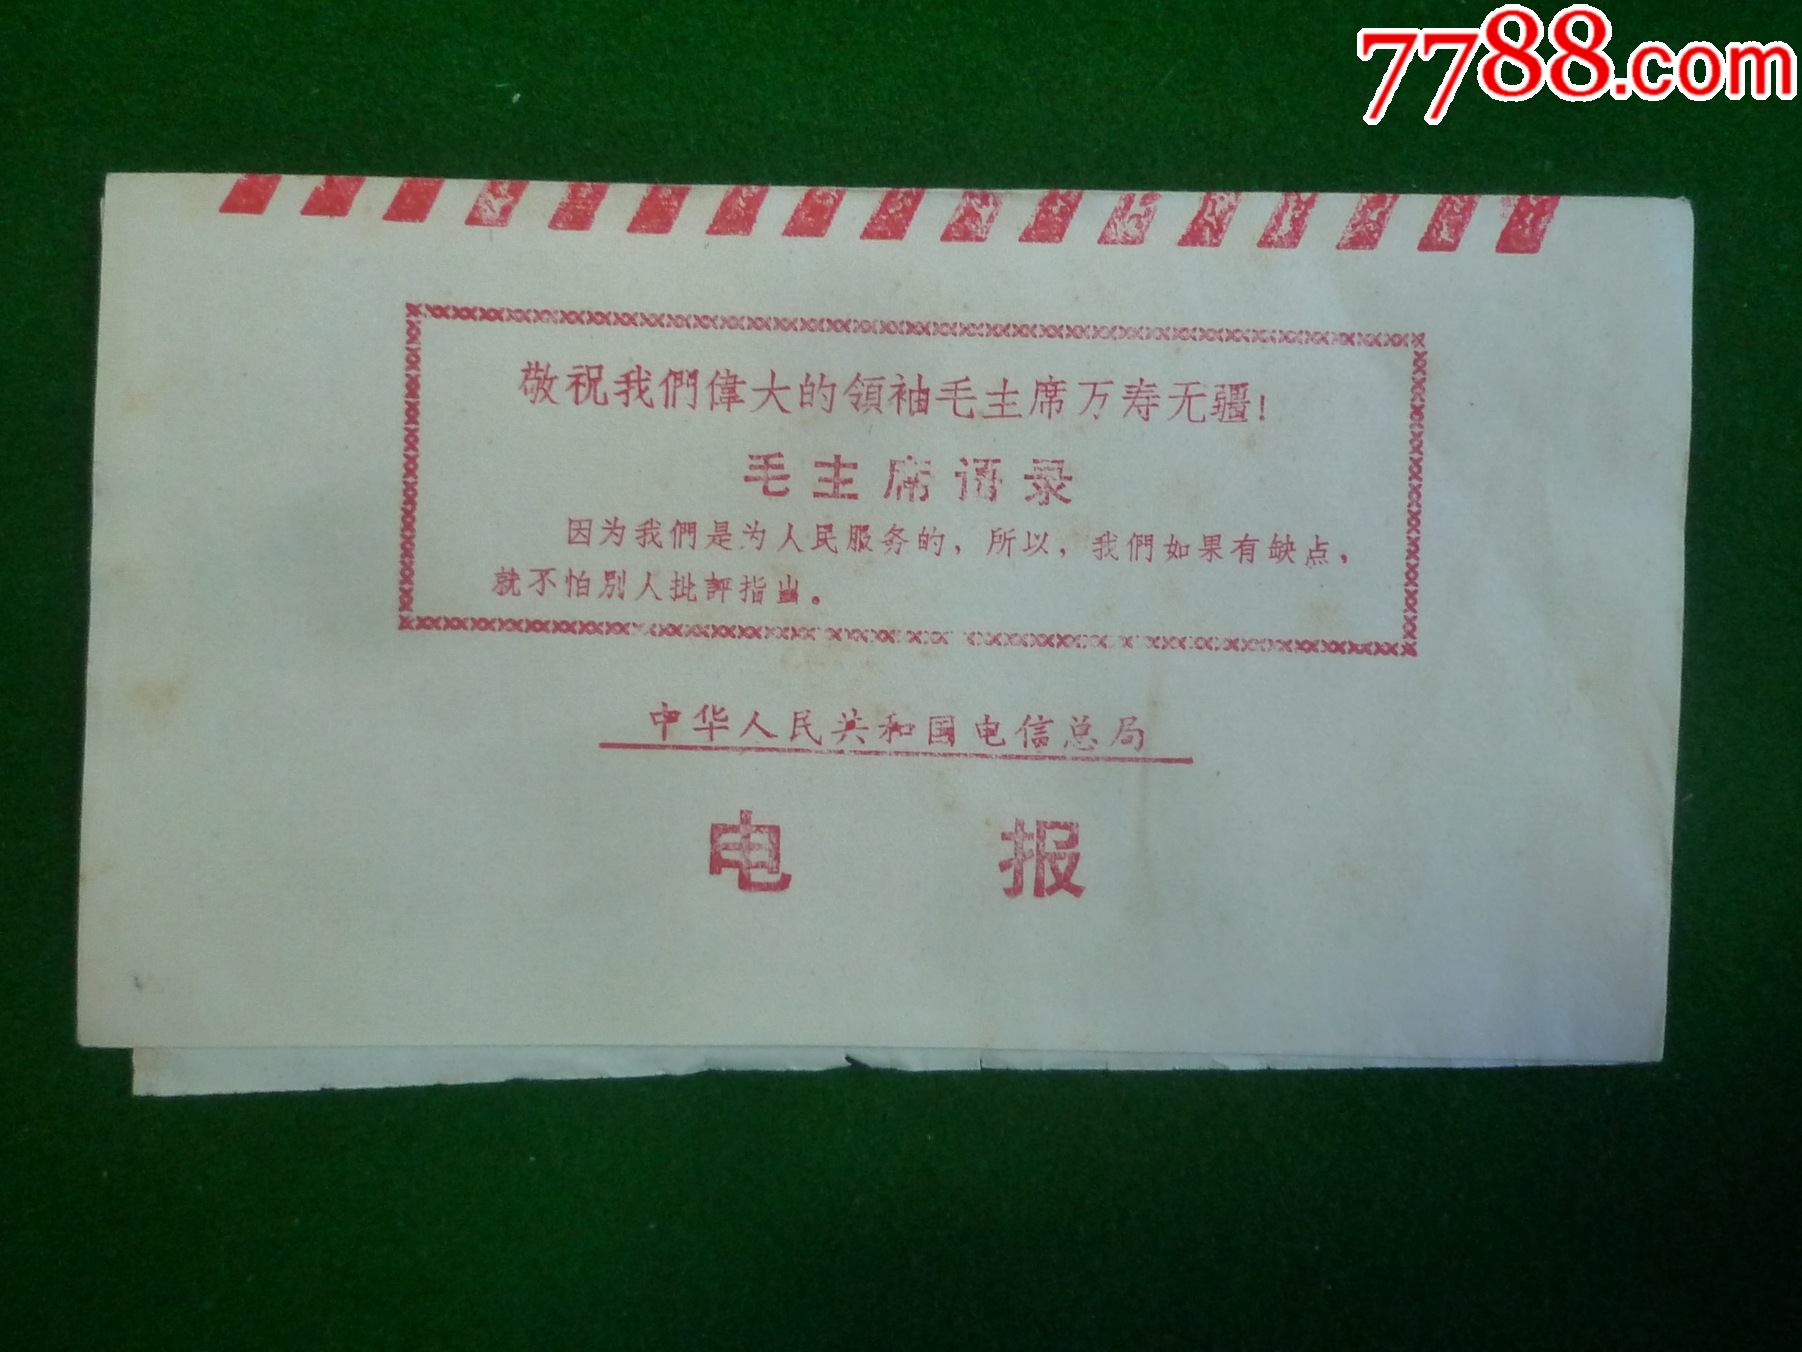 7788.com
敬祝我們偉大的領袖毛主席万寿无疆!
毛主席语录
因为我們是为人民服务的，所以，我們如果有缺点，
就不怕别人批評指出。
中华人民共和国电信总局
电报